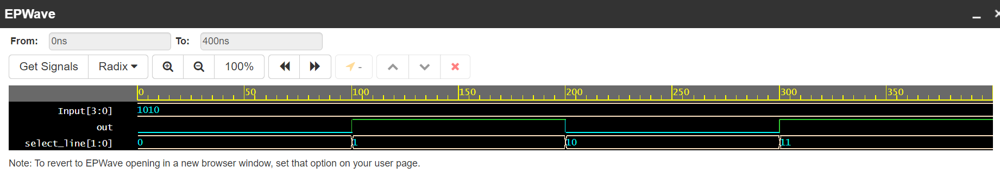 EPWave
From: 0ns To: 400ns
Get Signals Radix 100% -
0 50 100 150 200 250 300 350
Input[3:0] 1010
out
select_line[1:0] 0 1 10 11
Note: To revert to EPWave opening in a new browser window, set that option on your user page.